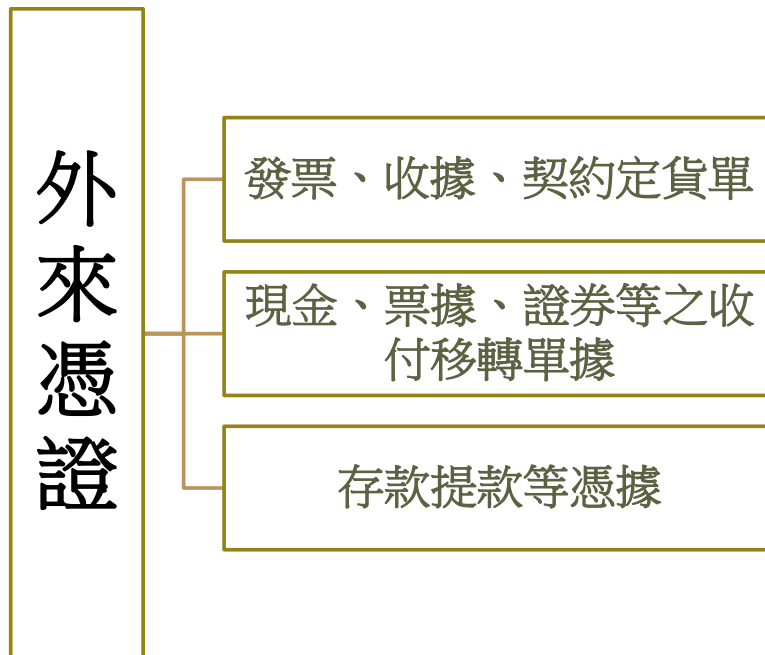 外來憑證
發票、收據、契約定貨單
現金、票據、證券等之收
付移轉單據
存款提款等憑據